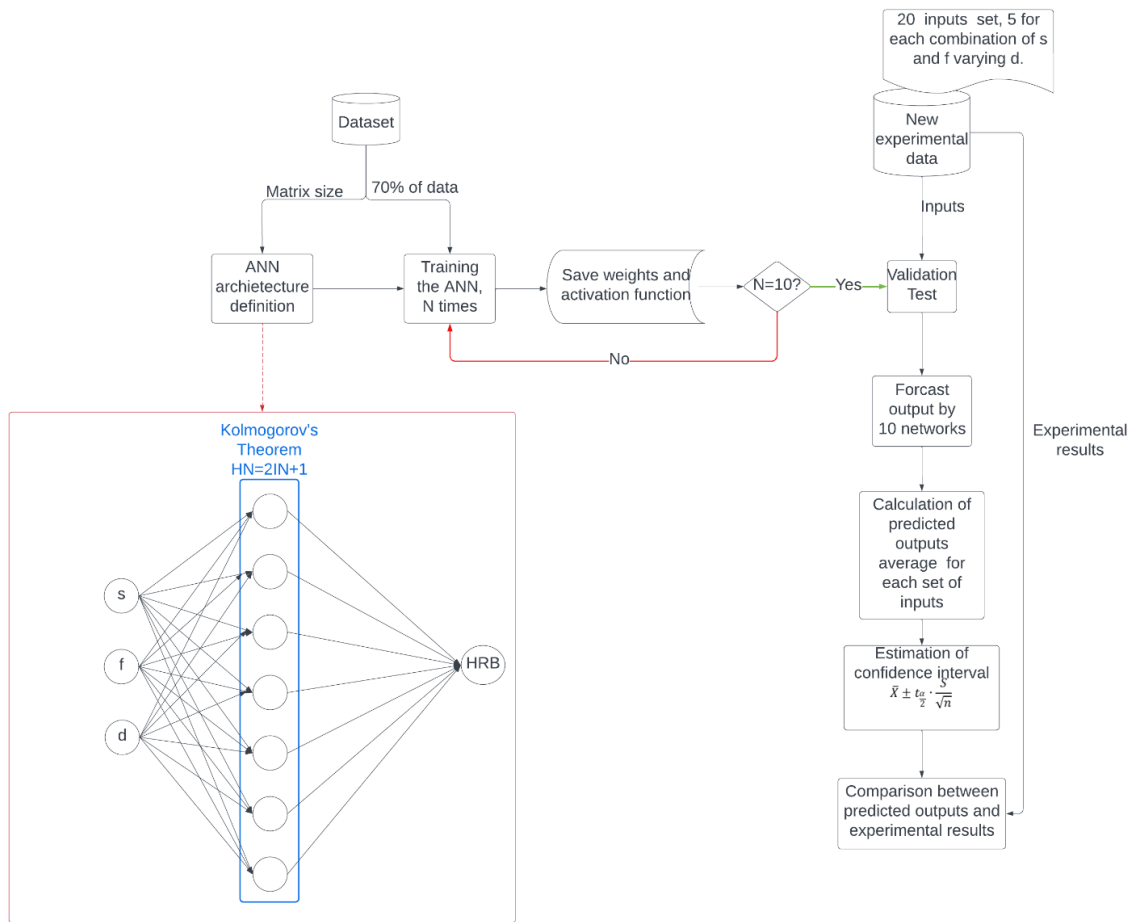 20 inputs set, 5 for
each combination of s
and f varying d.
Dataset
New
experimental
data
Matrix size
70% of data
Inputs
ANN
archietecture
definition
Training
the ANN,
N times
Save weights and
activation function
N=10?
Yes
Validation
Test
No
Forcast
output by
10 networks
Experimental
results
Kolmogorov's
Theorem
HN=2IN+1
s
f
d
HRB
Calculation of
predicted
outputs
average for
each set of
inputs
Estimation of
confidence interval
X̄ ± t_{α/2} · S/√n
Comparison between
predicted outputs and
experimental results